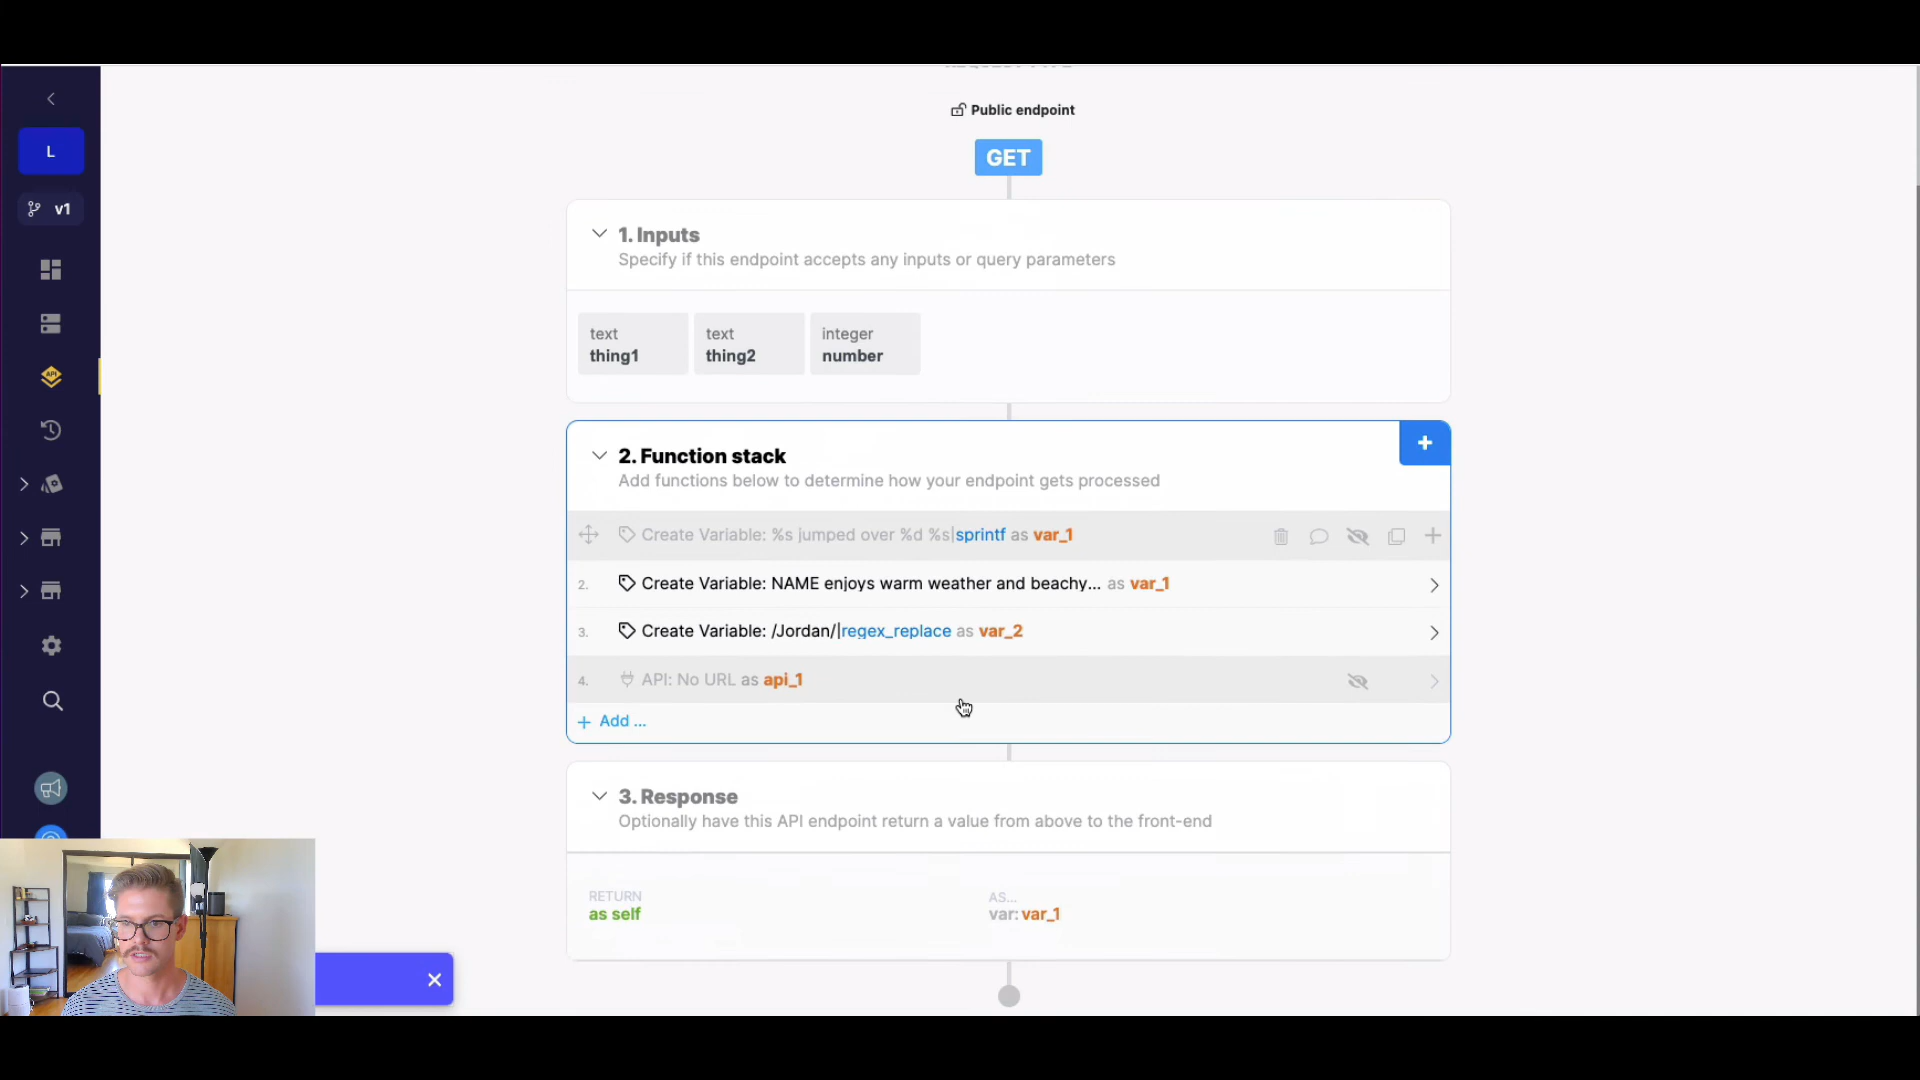 Public endpoint
GET
L
v1
1. Inputs
Specify if this endpoint accepts any inputs or query parameters
text text integer
thing1 thing2 number
2. Function stack
Add functions below to determine how your endpoint gets processed
Create Variable: %s jumped over %d %s|sprintf as var_1
2. Create Variable: NAME enjoys warm weather and beachy... as var_1
3. Create Variable: /Jordan/|regex_replace as var_2
4. API: No URL as api_1
+ Add ...
3. Response
Optionally have this API endpoint return a value from above to the front-end
RETURN AS...
as self var: var_1